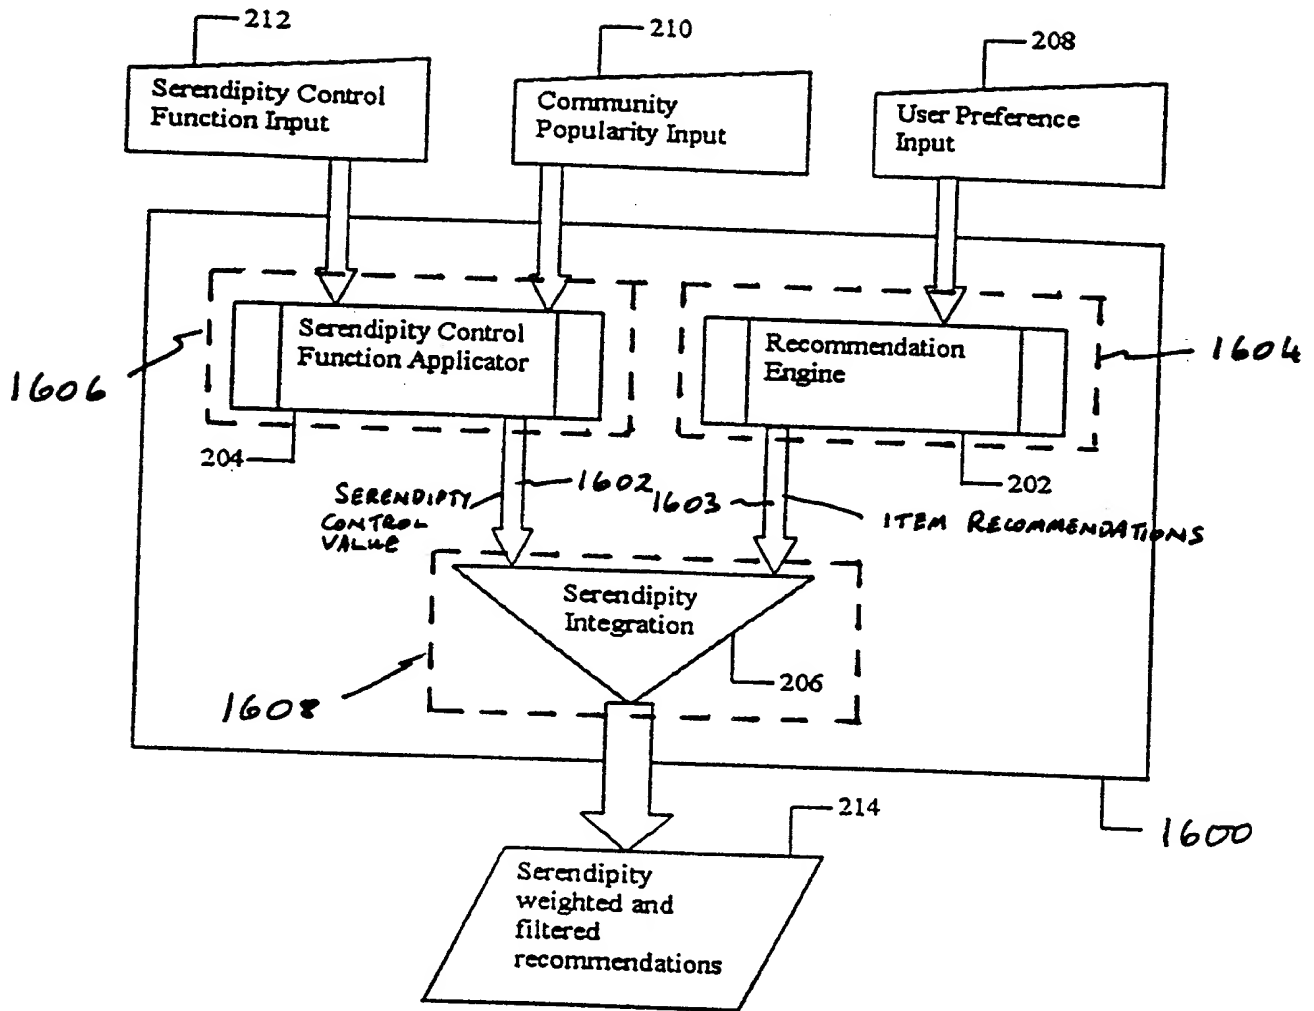 212
210
208
Serendipity Control
Function Input
Community
Popularity Input
User Preference
Input
Serendipity Control
Function Applicator
Recommendation
Engine
1606
1604
204
202
SERENDIPTY
CONTROL
VALUE
1602
1603
ITEM RECOMMENDATIONS
Serendipity
Integration
206
1608
214
1600
Serendipity
weighted and
filtered
recommendations